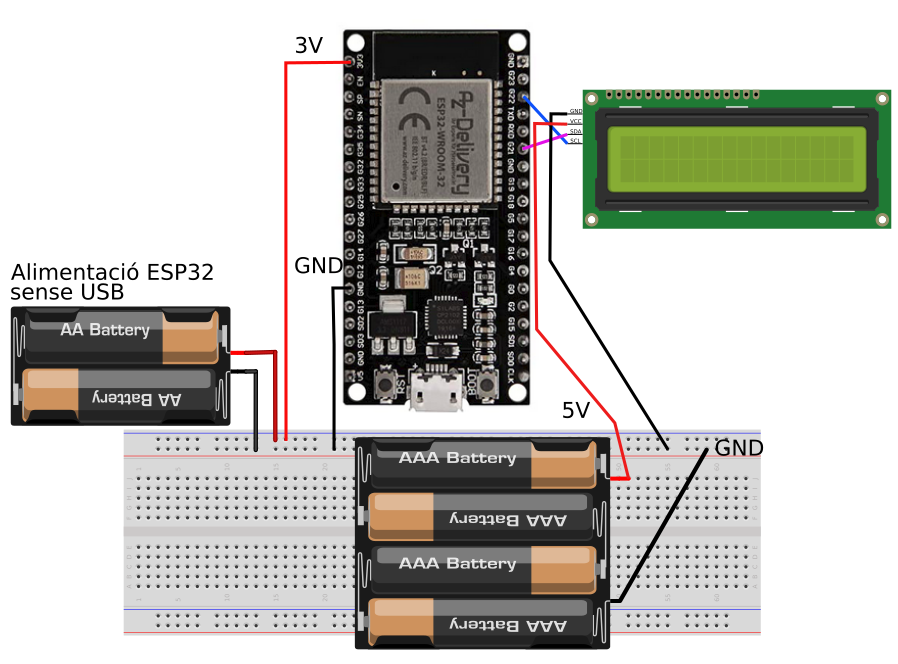 3V
GND
Alimentació ESP32
sense USB
AA Battery
AA Battery
3V3
EN
SP
SN
G34
G35
G32
G33
G25
G26
G27
G14
G12
GND
G13
SD2
SD3
GND
V5
AZ-Delivery
ESP32-WROOM-32
GND
G23
G22
TXD
RXD
G21
GND
G19
G18
G5
G17
G16
G4
G0
G2
G15
SD1
SD0
CLK
Q1
Q2
RST
BOOT
GND
VCC
SDA
SCL
5V
GND
AAA Battery
AAA Battery
AAA Battery
AAA Battery